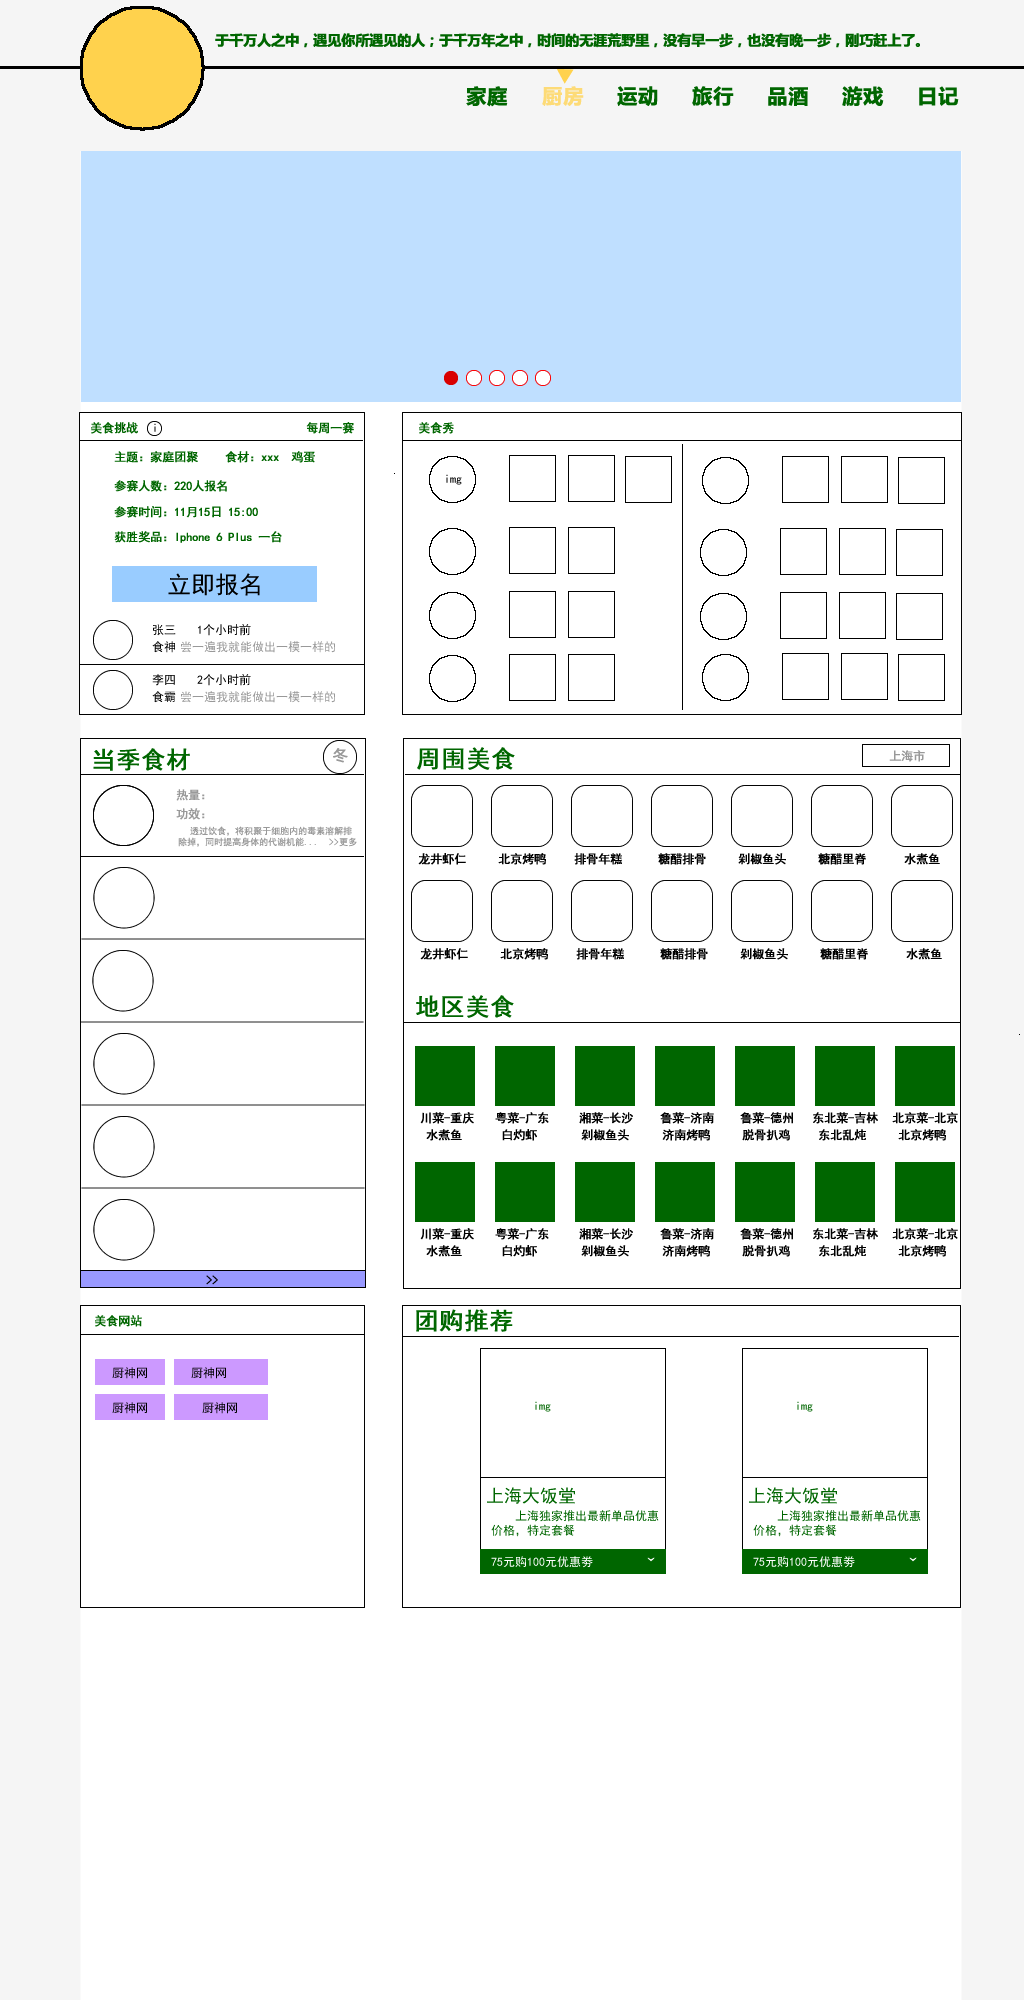 于千万人之中，遇见你所遇见的人；于千万年之中，时间的无涯荒野里，没有早一步，也没有晚一步，刚巧赶上了。
家庭 厨房 运动 旅行 品酒 游戏 日记
美食挑战 i 每周一赛
主题：家庭团聚 食材：xxx 鸡蛋
参赛人数：220人报名
参赛时间：11月15日 15:00
获胜奖品：Iphone 6 Plus 一台
立即报名
张三 1个小时前
食神 尝一遍我就能做出一模一样的
李四 2个小时前
食霸 尝一遍我就能做出一模一样的
美食秀
img
当季食材 冬
热量：
功效：
透过饮食，将积聚于细胞内的毒素溶解排
除掉，同时提高身体的代谢机能... >>更多
>>
周围美食 上海市
龙井虾仁 北京烤鸭 排骨年糕 糖醋排骨 剁椒鱼头 糖醋里脊 水煮鱼
龙井虾仁 北京烤鸭 排骨年糕 糖醋排骨 剁椒鱼头 糖醋里脊 水煮鱼
地区美食
川菜-重庆 粤菜-广东 湘菜-长沙 鲁菜-济南 鲁菜-德州 东北菜-吉林 北京菜-北京
水煮鱼 白灼虾 剁椒鱼头 济南烤鸭 脱骨扒鸡 东北乱炖 北京烤鸭
川菜-重庆 粤菜-广东 湘菜-长沙 鲁菜-济南 鲁菜-德州 东北菜-吉林 北京菜-北京
水煮鱼 白灼虾 剁椒鱼头 济南烤鸭 脱骨扒鸡 东北乱炖 北京烤鸭
美食网站
厨神网 厨神网
厨神网 厨神网
团购推荐
img img
上海大饭堂 上海大饭堂
上海独家推出最新单品优惠 上海独家推出最新单品优惠
价格，特定套餐 价格，特定套餐
75元购100元优惠劵 75元购100元优惠劵